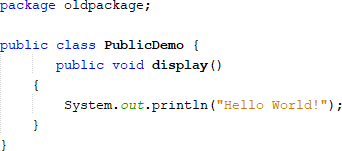 package oldpackage;
public class PublicDemo {
public void display()
{
System.out.println("Hello World!");
}
}